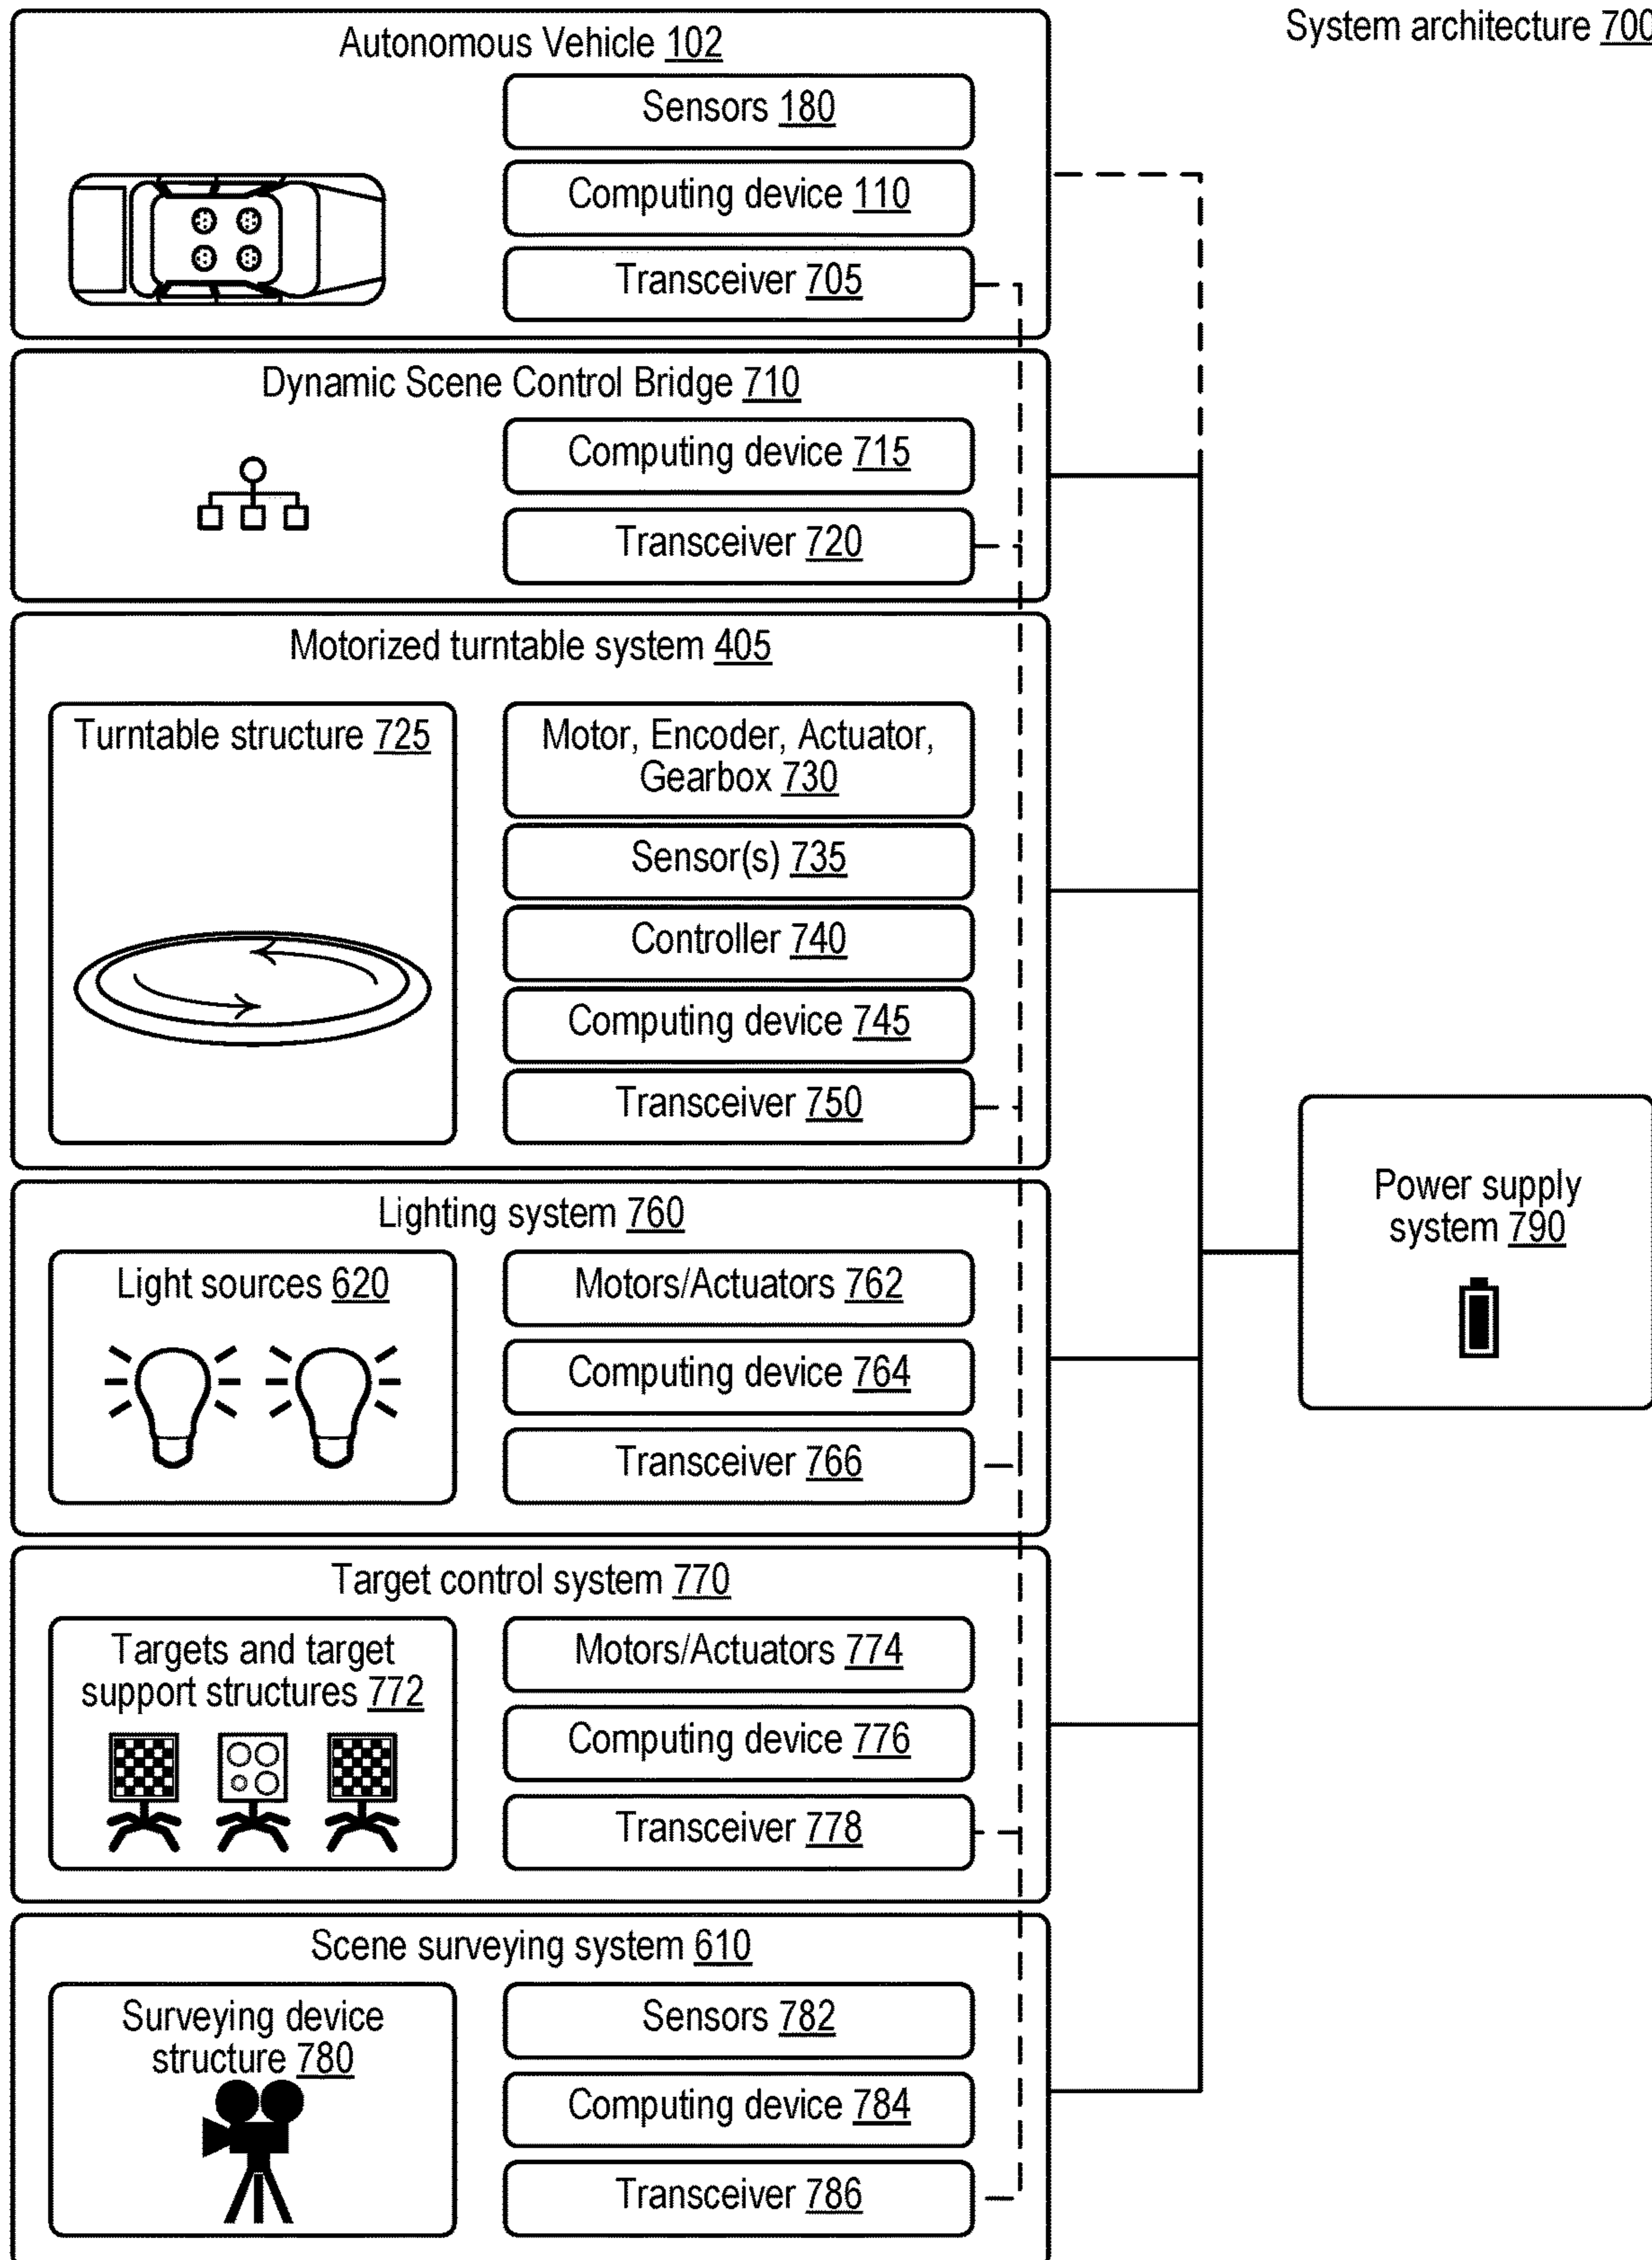 System architecture 700
Autonomous Vehicle 102
Sensors 180
Computing device 110
Transceiver 705
Dynamic Scene Control Bridge 710
Computing device 715
Transceiver 720
Motorized turntable system 405
Turntable structure 725
Motor, Encoder, Actuator,
Gearbox 730
Sensor(s) 735
Controller 740
Computing device 745
Transceiver 750
Lighting system 760
Light sources 620
Motors/Actuators 762
Computing device 764
Transceiver 766
Target control system 770
Targets and target
support structures 772
Motors/Actuators 774
Computing device 776
Transceiver 778
Scene surveying system 610
Surveying device
structure 780
Sensors 782
Computing device 784
Transceiver 786
Power supply
system 790